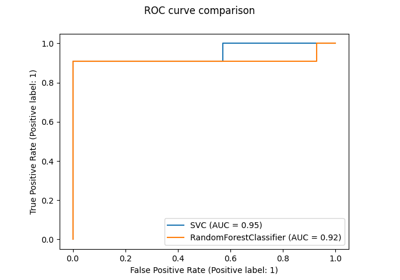 ROC curve comparison
True Positive Rate (Positive label: 1)
1.0
0.8
0.6
0.4
0.2
0.0
SVC (AUC = 0.95)
RandomForestClassifier (AUC = 0.92)
0.0 0.2 0.4 0.6 0.8 1.0
False Positive Rate (Positive label: 1)